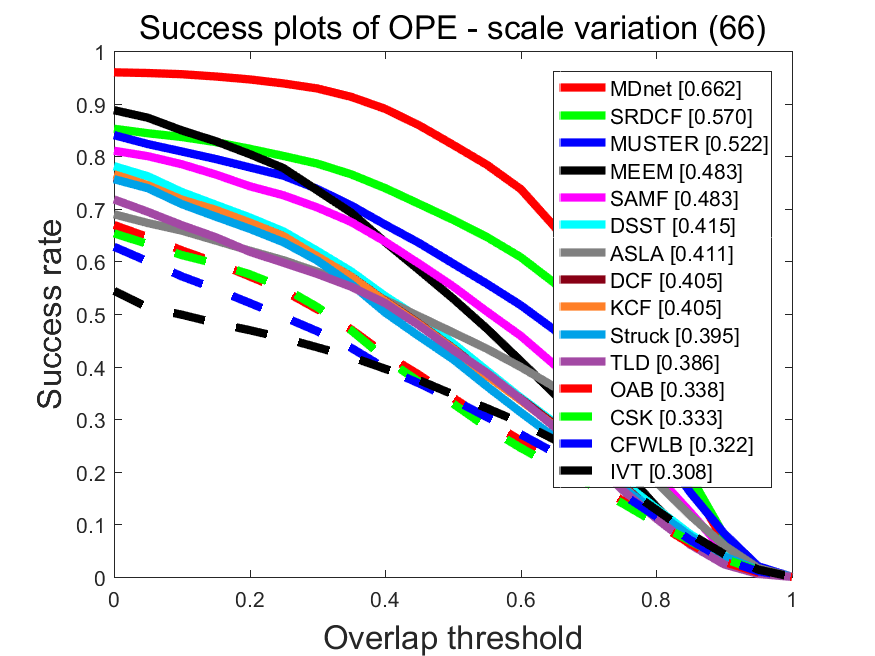 Success plots of OPE - scale variation (66)
1
0.9
0.8
0.7
0.6
0.5
0.4
0.3
0.2
0.1
0
Success rate
MDnet [0.662]
SRDCF [0.570]
MUSTER [0.522]
MEEM [0.483]
SAMF [0.483]
DSST [0.415]
ASLA [0.411]
DCF [0.405]
KCF [0.405]
Struck [0.395]
TLD [0.386]
OAB [0.338]
CSK [0.333]
CFWLB [0.322]
IVT [0.308]
0 0.2 0.4 0.6 0.8 1
Overlap threshold